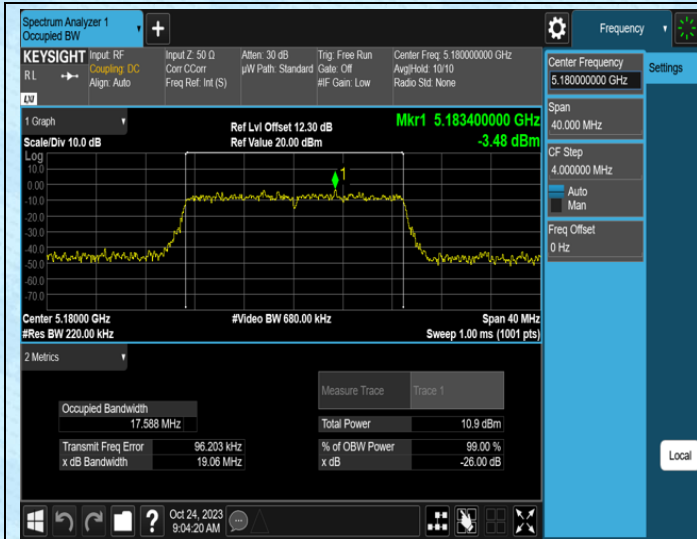 Spectrum Analyzer 1
Occupied BW
+
Frequency
KEYSIGHT
RL
LXI
Input: RF
Coupling: DC
Align: Auto
Input Z: 50 Ω
Corr CCorr
Freq Ref: Int (S)
Atten: 30 dB
µW Path: Standard
Trig: Free Run
Gate: Off
#IF Gain: Low
Center Freq: 5.180000000 GHz
Avg|Hold: 10/10
Radio Std: None
Center Frequency
5.180000000 GHz
Settings
Span
40.000 MHz
CF Step
4.000000 MHz
Auto
Man
Freq Offset
0 Hz
Local
1 Graph
Scale/Div 10.0 dB
Ref Lvl Offset 12.30 dB
Ref Value 20.00 dBm
Mkr1 5.183400000 GHz
-3.48 dBm
Log
10.0
0.00
-10.0
-20.0
-30.0
-40.0
-50.0
-60.0
-70.0
1
Center 5.18000 GHz
#Res BW 220.00 kHz
#Video BW 680.00 kHz
Span 40 MHz
Sweep 1.00 ms (1001 pts)
2 Metrics
Measure Trace Trace 1
Occupied Bandwidth
17.588 MHz
Total Power 10.9 dBm
Transmit Freq Error 96.203 kHz
% of OBW Power 99.00 %
x dB Bandwidth 19.06 MHz
x dB -26.00 dB
?
Oct 24, 2023
9:04:20 AM